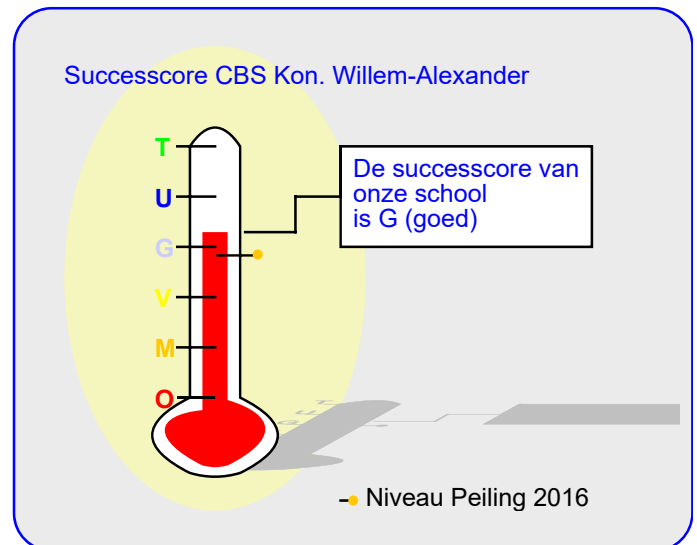 Successcore CBS Kon. Willem-Alexander
T
U
G
V
M
O
De successcore van
onze school
is G (goed)
T
U
G
Niveau Peiling 2016